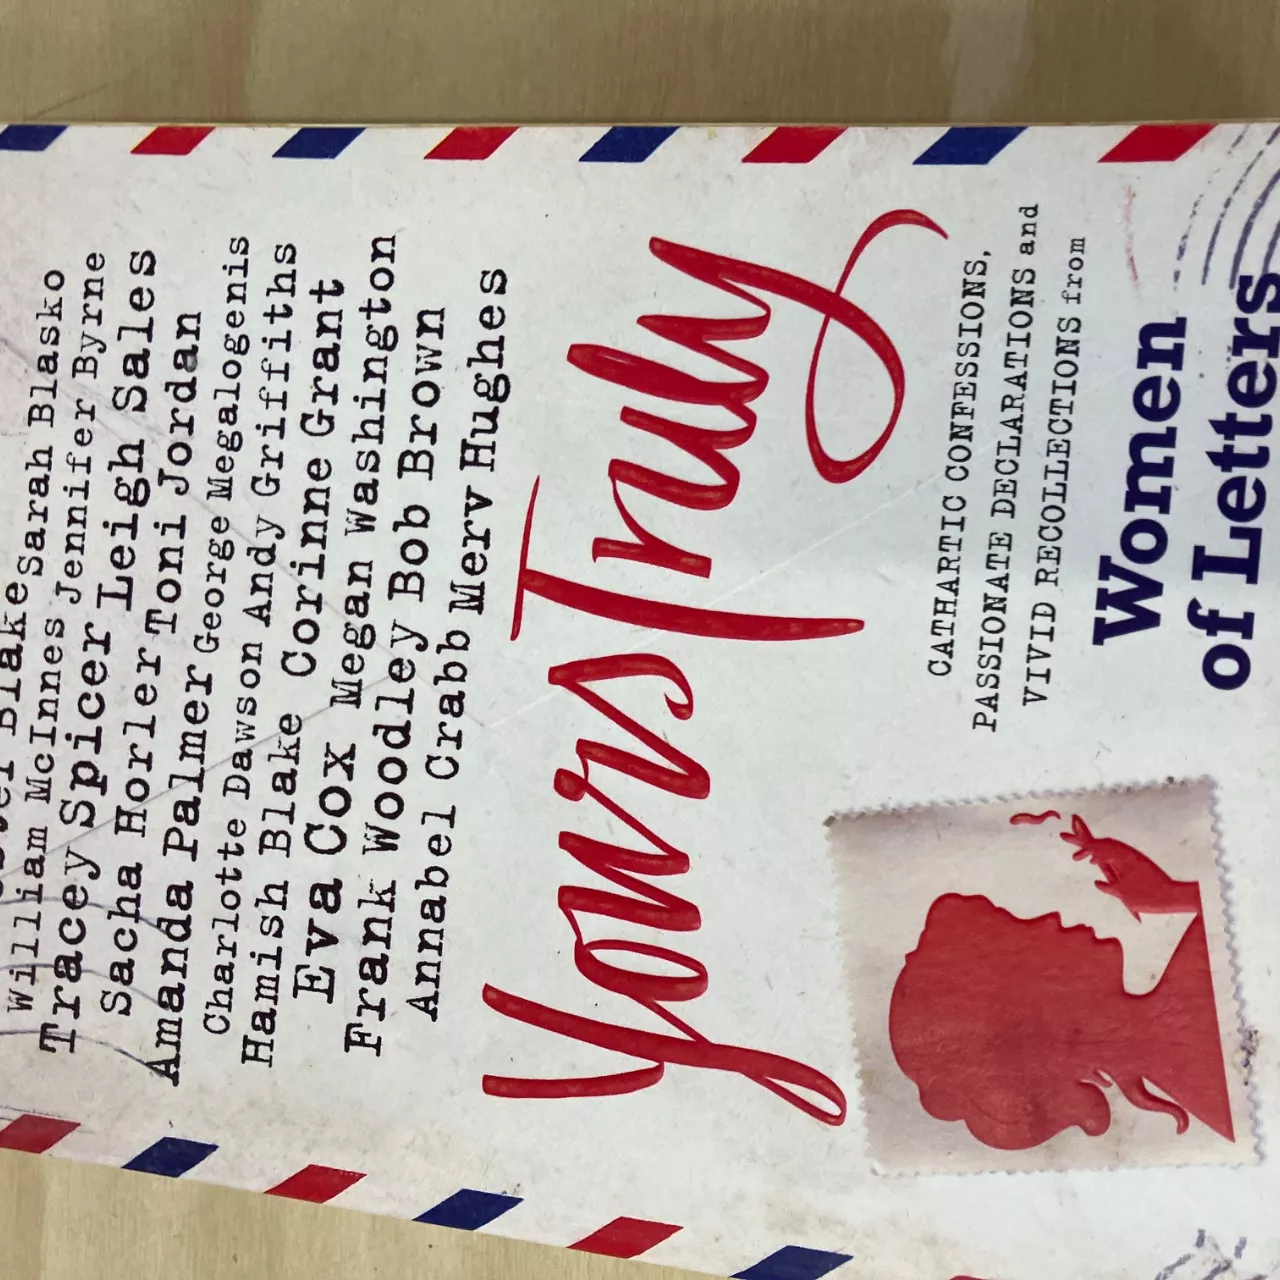 Blake Sarah Blasko
William McInnes Jennifer Byrne
Tracey Spicer Leigh Sales
Sacha Horler Toni Jordan
Amanda Palmer George Megalogenis
Charlotte Dawson Andy Griffiths
Hamish Blake Corinne Grant
Eva Cox Megan Washington
Frank Woodley Bob Brown
Annabel Crabb Merv Hughes
Yours Truly
CATHARTIC CONFESSIONS,
PASSIONATE DECLARATIONS and
VIVID RECOLLECTIONS from
Women
of Letters